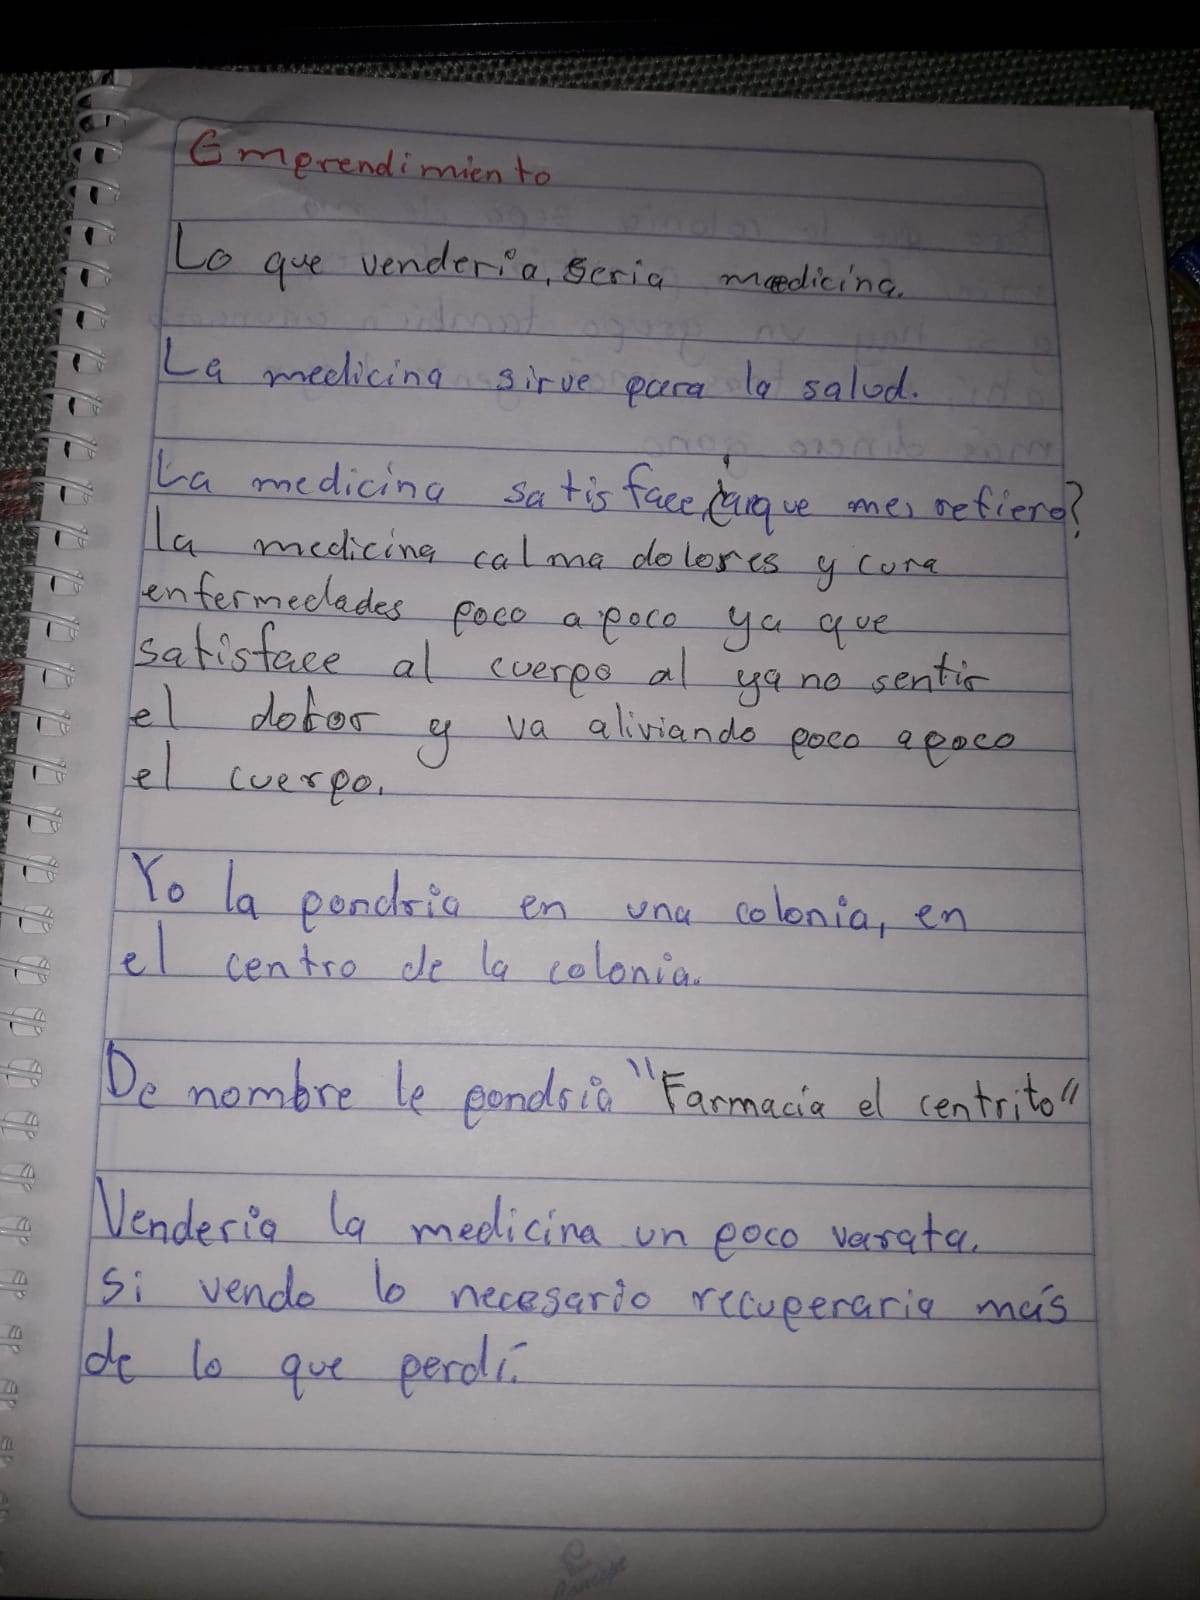 Emprendimiento
Lo que venderia, seria medicina.
La medicina sirve para la salud.
La medicina satisface, ¿aque me, refiero?
la medicina calma dolores y cura
enfermedades poco a poco ya que
satisface al cuerpo al ya no sentir
el dolor y va aliviando poco apoco
el cuerpo.
Yo la pondria en una colonia, en
el centro de la colonia.
De nombre le pondria "Farmacia el centrito"
Venderia la medicina un poco varata.
si vendo lo necesario recuperaria más
de lo que perdí.